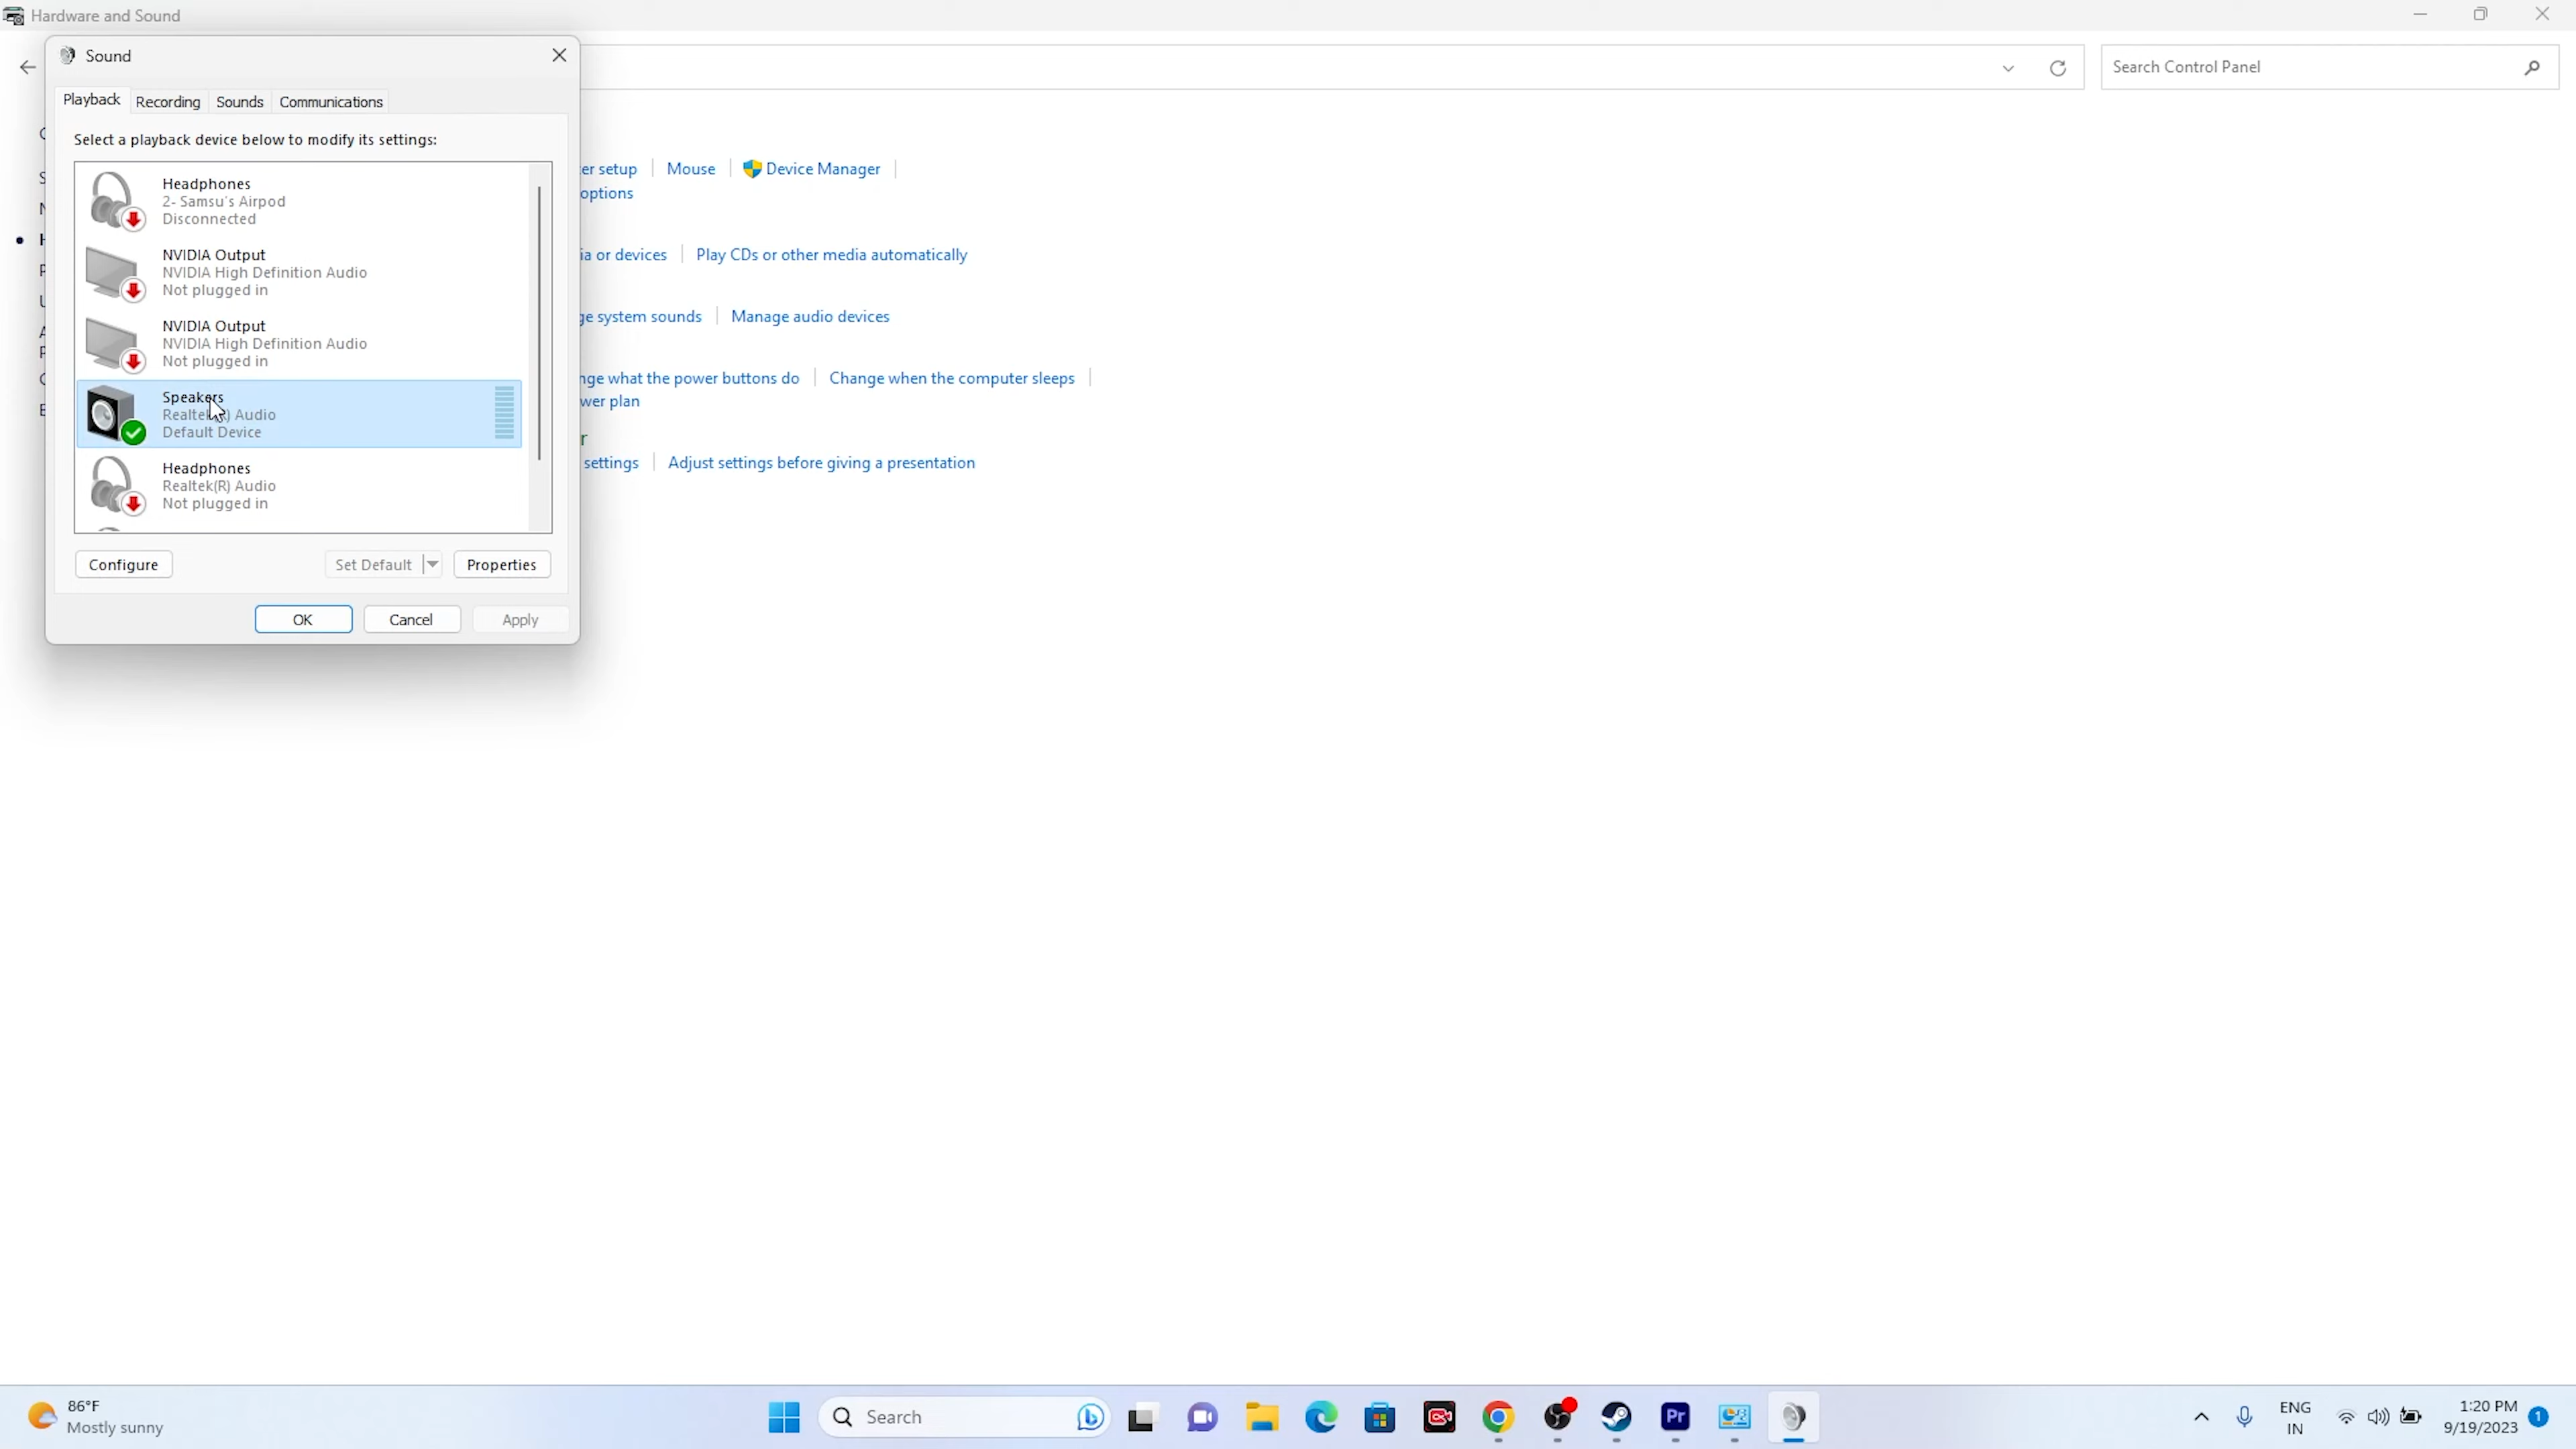 Hardware and Sound
Sound
Search Control Panel
Playback
Recording
Sounds
Communications
Select a playback device below to modify its settings:
Headphones
2- Samsu's Airpod
Disconnected
NVIDIA Output
NVIDIA High Definition Audio
Not plugged in
NVIDIA Output
NVIDIA High Definition Audio
Not plugged in
Speakers
Realtek(R) Audio
Default Device
Headphones
Realtek(R) Audio
Not plugged in
Configure
Set Default
Properties
OK
Cancel
Apply
setup
Mouse
Device Manager
options
or devices
Play CDs or other media automatically
system sounds
Manage audio devices
what the power buttons do
Change when the computer sleeps
plan
settings
Adjust settings before giving a presentation
86°F
Mostly sunny
Search
Pr
ENG
IN
1:20 PM
9/19/2023
1